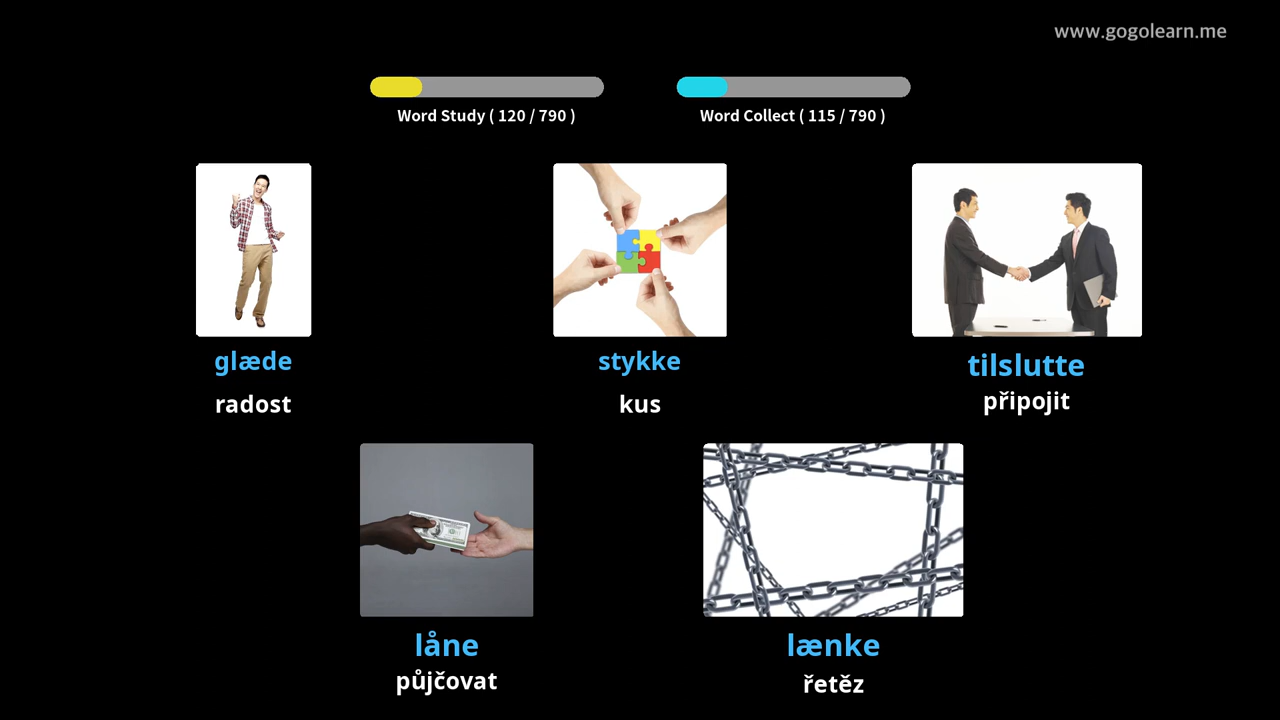 www.gogolearn.me
Word Study ( 120 / 790 )
Word Collect ( 115 / 790 )
glæde
radost
stykke
kus
tilslutte
připojit
låne
půjčovat
lænke
řetěz